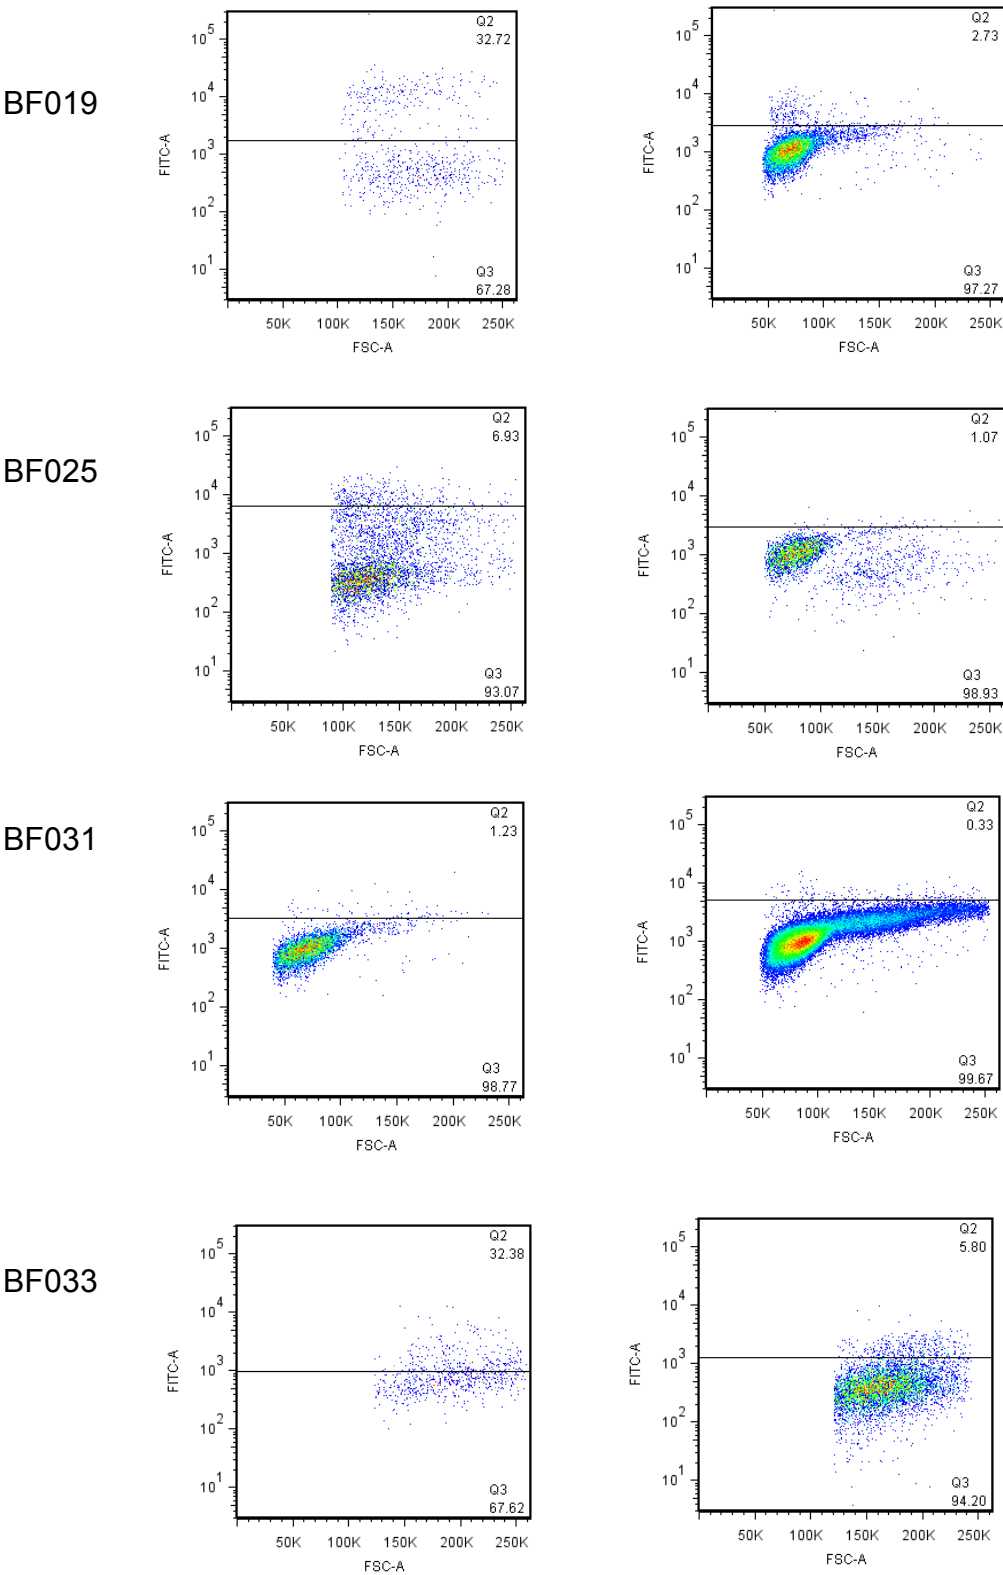 BF019
Q2
32.72
10^5
10^4
10^3
10^2
10^1
FITC-A
Q3
67.28
50K 100K 150K 200K 250K
FSC-A
Q2
2.73
10^5
10^4
10^3
10^2
10^1
FITC-A
Q3
97.27
50K 100K 150K 200K 250K
FSC-A
BF025
Q2
6.93
10^5
10^4
10^3
10^2
10^1
FITC-A
Q3
93.07
50K 100K 150K 200K 250K
FSC-A
Q2
1.07
10^5
10^4
10^3
10^2
10^1
FITC-A
Q3
98.93
50K 100K 150K 200K 250K
FSC-A
BF031
Q2
1.23
10^5
10^4
10^3
10^2
10^1
FITC-A
Q3
98.77
50K 100K 150K 200K 250K
FSC-A
Q2
0.33
10^5
10^4
10^3
10^2
10^1
FITC-A
Q3
99.67
50K 100K 150K 200K 250K
FSC-A
BF033
Q2
32.38
10^5
10^4
10^3
10^2
10^1
FITC-A
Q3
67.62
50K 100K 150K 200K 250K
FSC-A
Q2
5.80
10^5
10^4
10^3
10^2
10^1
FITC-A
Q3
94.20
50K 100K 150K 200K 250K
FSC-A